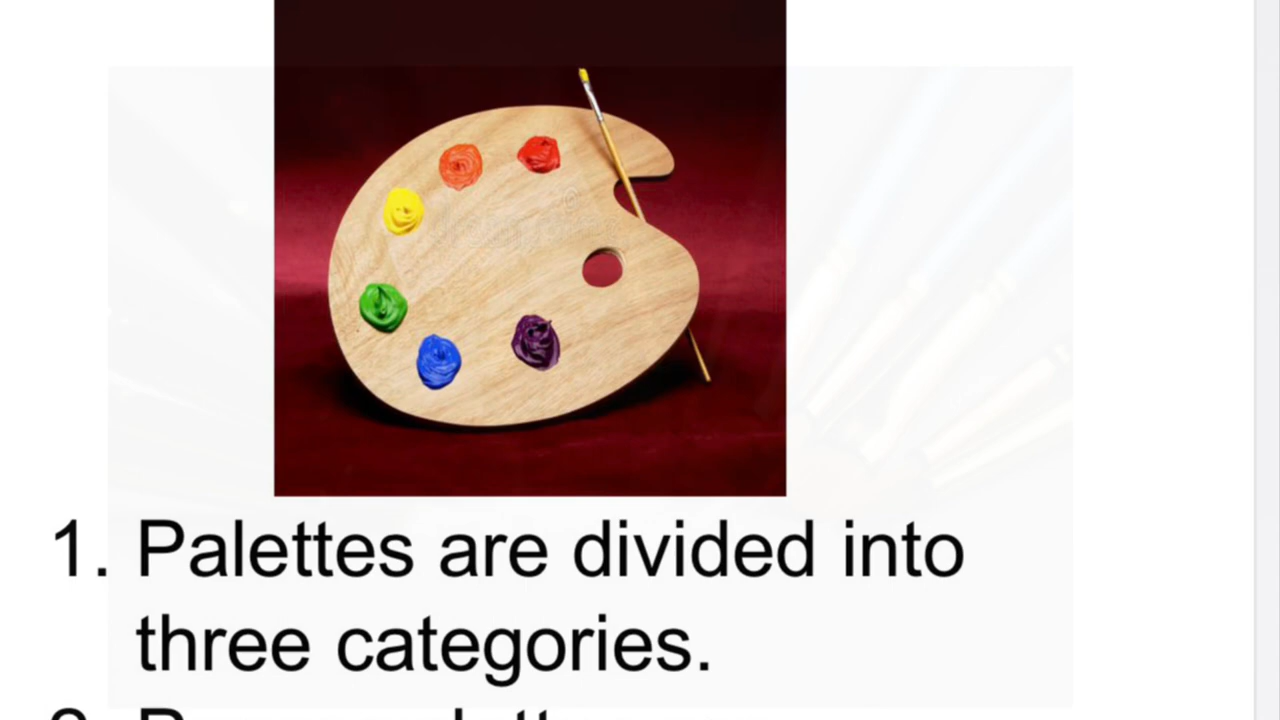 1. Palettes are divided into
three categories.